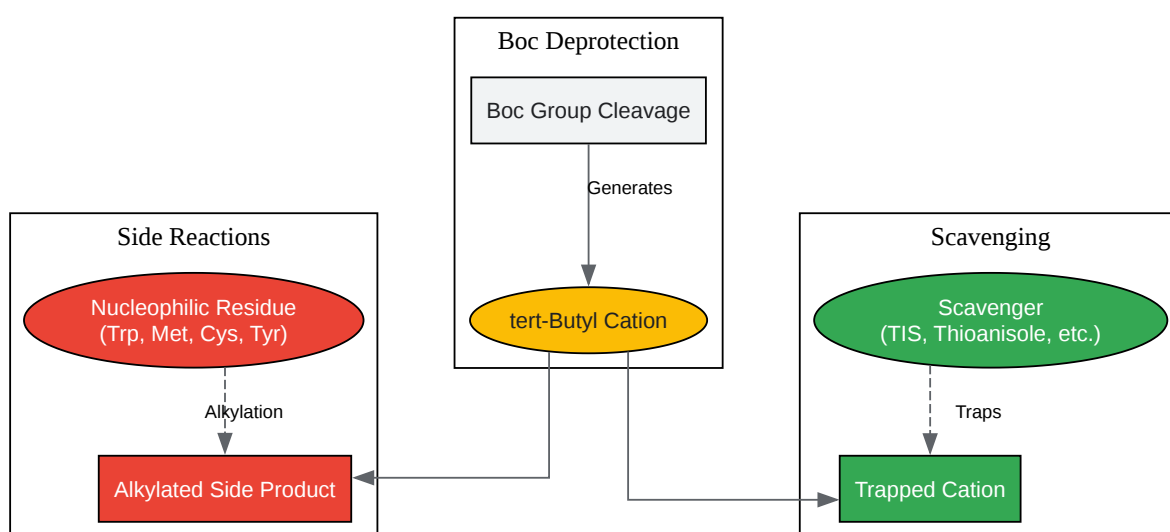 Boc Deprotection
Boc Group Cleavage
Generates
tert-Butyl Cation
Side Reactions
Nucleophilic Residue
(Trp, Met, Cys, Tyr)
Alkylation
Alkylated Side Product
Scavenging
Scavenger
(TIS, Thioanisole, etc.)
Traps
Trapped Cation